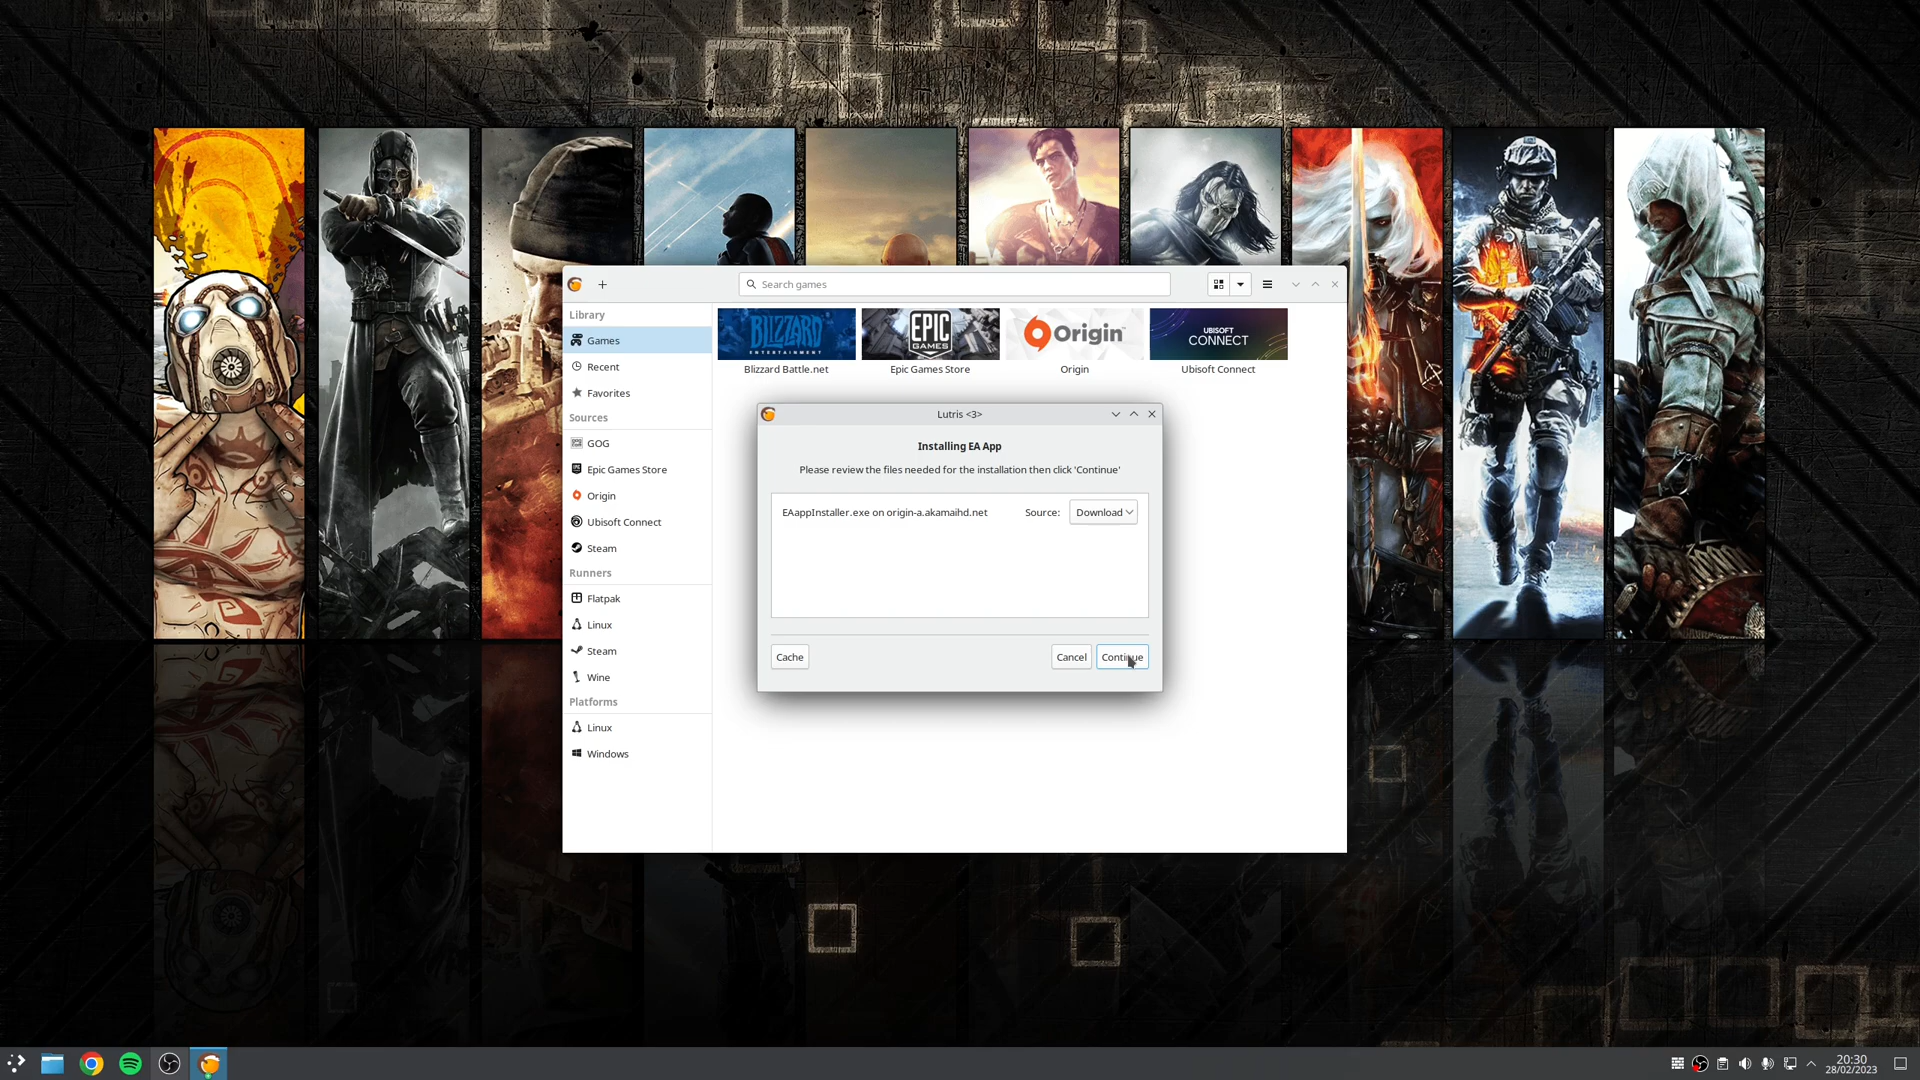 Search games
Library
Games
Recent
Favorites
Sources
GOG
Epic Games Store
Origin
Ubisoft Connect
Steam
Runners
Flatpak
Linux
Steam
Wine
Platforms
Linux
Windows
BLIZZARD
ENTERTAINMENT
Blizzard Battle.net
EPIC
GAMES
Epic Games Store
Origin
Origin
UBISOFT
CONNECT
Ubisoft Connect
Lutris <3>
Installing EA App
Please review the files needed for the installation then click 'Continue'
EAappInstaller.exe on origin-a.akamaihd.net Source: Download
Cache Cancel Continue
20:30
28/02/2023